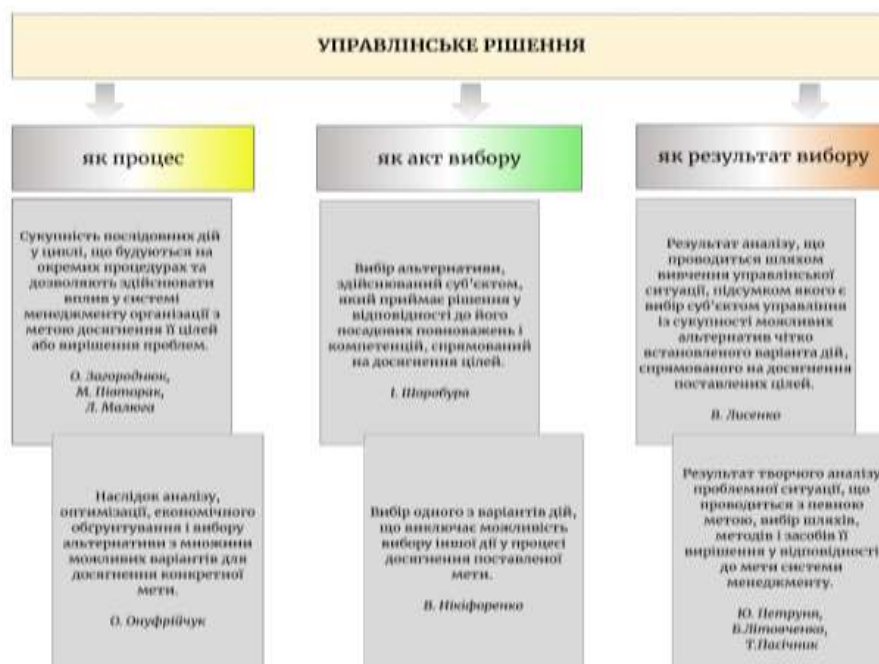 УПРАВЛІНСЬКЕ РІШЕННЯ
як процес
Сукупність послідовних дій
у циклі, що будуються на
окремих процедурах та
дозволяють здійснювати
вплив у системі
менеджменту організації з
метою досягнення її цілей
або вирішення проблем.
О. Загороднюк,
М. Півторак,
Л. Малюга
Наслідок аналізу,
оптимізації, економічного
обґрунтування і вибору
альтернативи з множини
можливих варіантів для
досягнення конкретної
мети.
О. Онуфрійчук
як акт вибору
Вибір альтернативи,
здійснюваний суб’єктом,
який приймає рішення у
відповідності до його
посадових повноважень і
компетенцій, спрямований
на досягнення цілей.
І. Шарабура
Вибір одного з варіантів дій,
що виключає можливість
вибору іншої дії у процесі
досягнення поставленої
мети.
В. Нікіфоренко
як результат вибору
Результат аналізу, що
проводиться шляхом
вивчення управлінської
ситуації, підсумком якого є
вибір суб’єктом управління
із сукупності можливих
альтернатив чітко
встановленого варіанта дій,
спрямованого на досягнення
поставлених цілей.
В. Лисенко
Результат творчого аналізу
проблемної ситуації, що
проводиться з певною
метою, вибір шляхів,
методів і засобів її
вирішення у відповідності
до мети системи
менеджменту.
Ю. Петруня,
Б.Літовченко,
Т.Пасічник